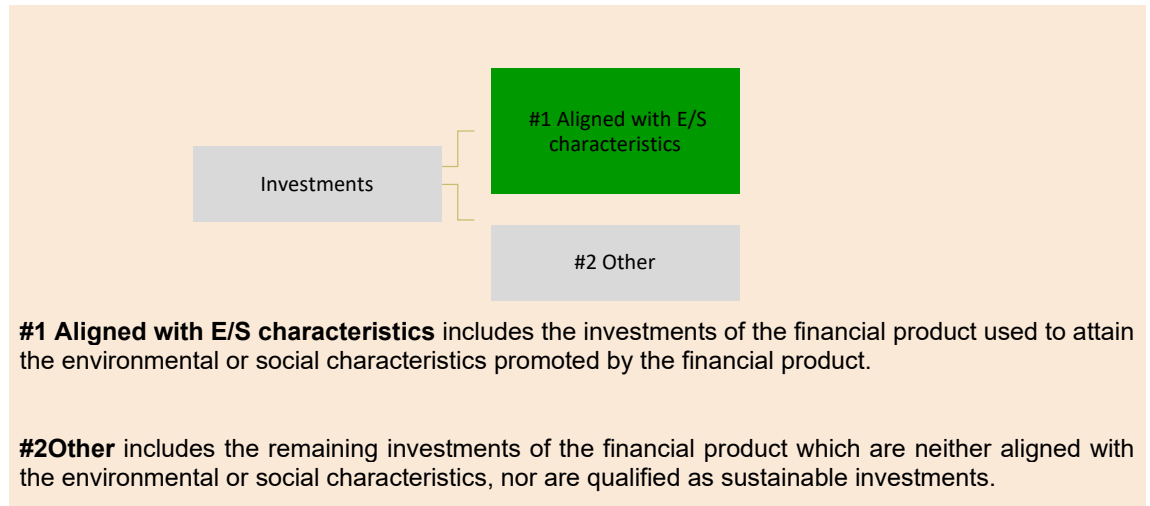 #1 Aligned with E/S
characteristics
Investments
#2 Other
#1 Aligned with E/S characteristics includes the investments of the financial product used to attain
the environmental or social characteristics promoted by the financial product.
#2Other includes the remaining investments of the financial product which are neither aligned with
the environmental or social characteristics, nor are qualified as sustainable investments.